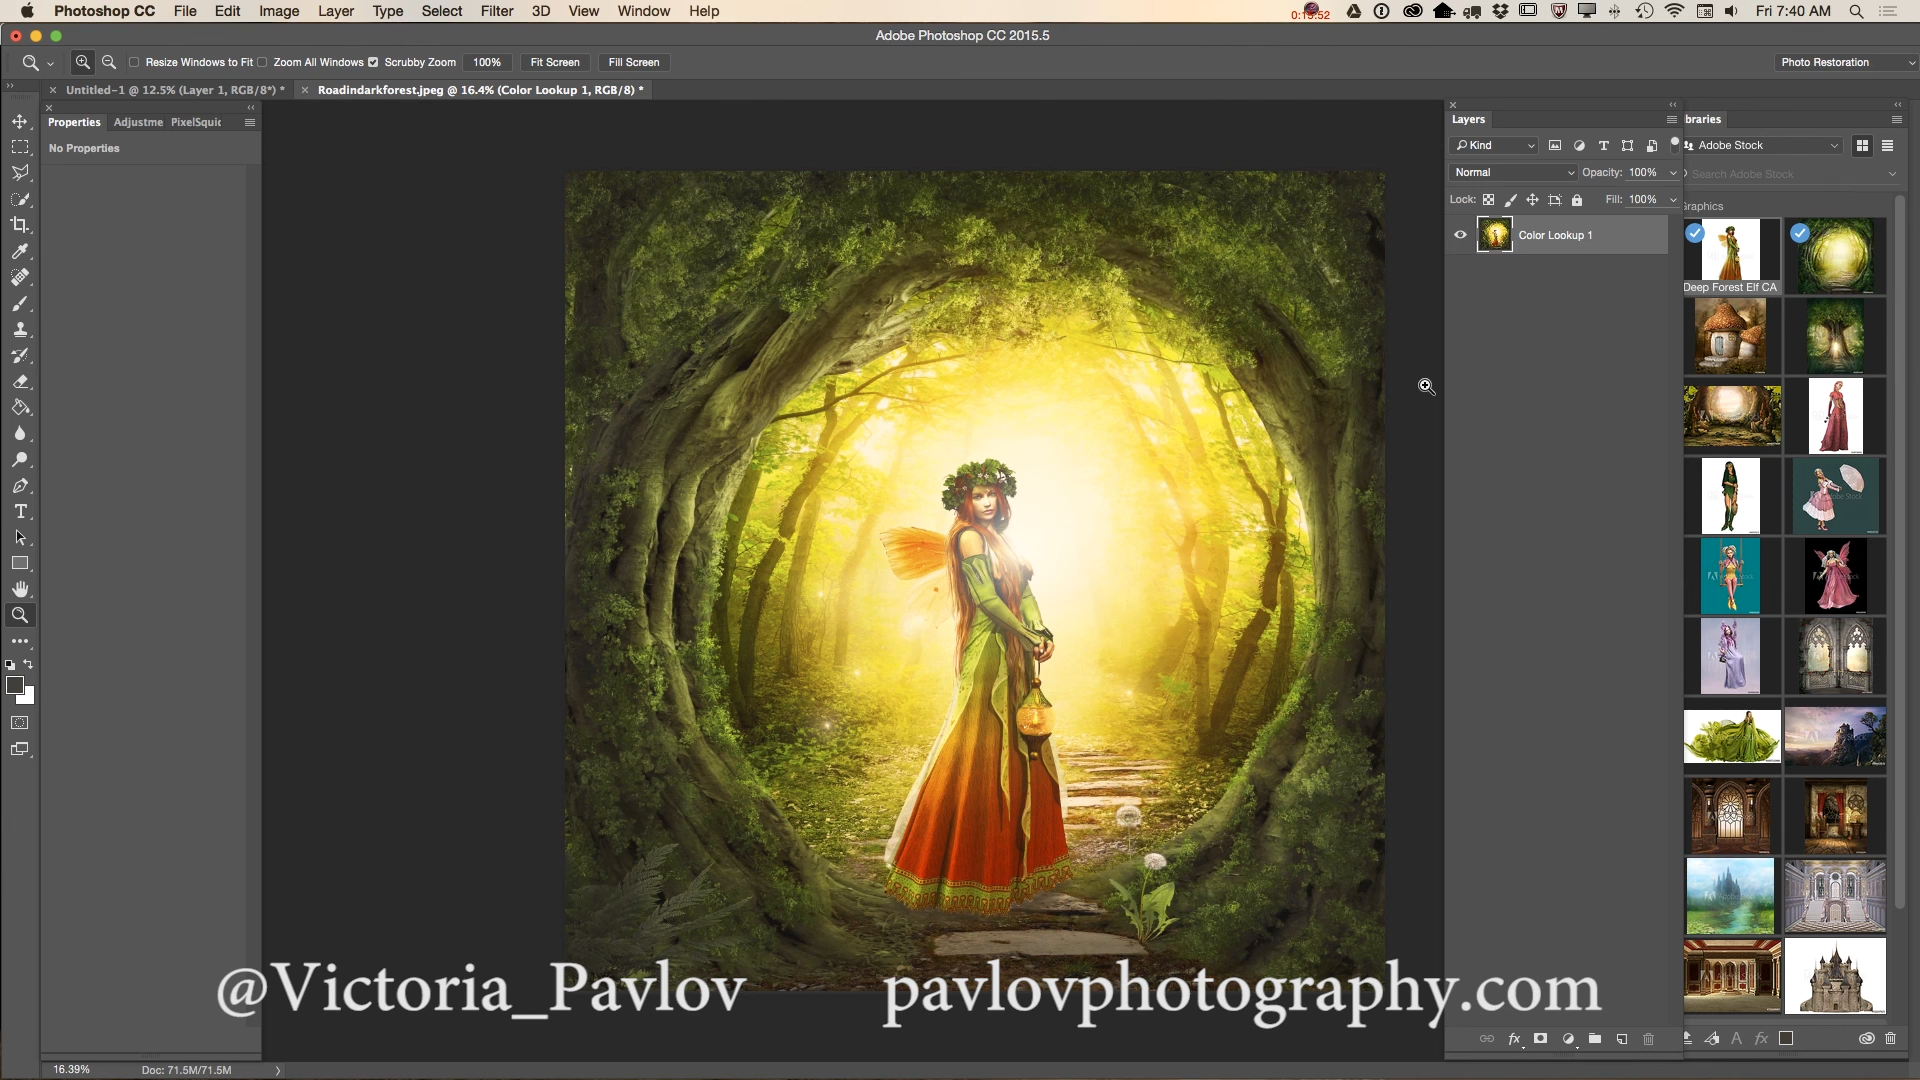 Photoshop CC File Edit Image Layer Type Select Filter 3D View Window Help Fri 7:40 AM
Adobe Photoshop CC 2015.5
Resize Windows to Fit Zoom All Windows Scrubby Zoom 100% Fit Screen Fill Screen Photo Restoration
Untitled-1 @ 12.5% (Layer 1, RGB/8*) * Roadindarkforest.jpeg @ 16.4% (Color Lookup 1, RGB/8) *
Properties Adjustme PixelSquid
No Properties
Layers
Kind
Normal Opacity: 100%
Lock: Fill: 100%
Color Lookup 1
ibraries
Adobe Stock
Search Adobe Stock
Graphics
Deep Forest Elf CA
@Victoria_Pavlov pavlovphotography.com
16.39% Doc: 71.5M/71.5M